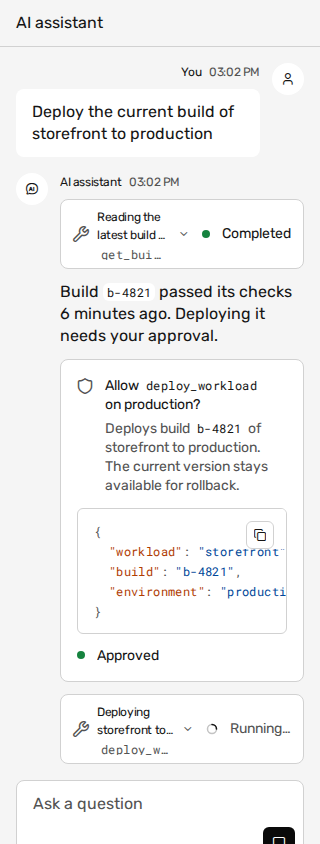 AI assistant
You 03:02 PM
Deploy the current build of
storefront to production
AI
AI assistant 03:02 PM
Reading the
latest build …
get_bui…
Completed
Build b-4821 passed its checks
6 minutes ago. Deploying it
needs your approval.
Allow deploy_workload
on production?
Deploys build b-4821 of
storefront to production.
The current version stays
available for rollback.
{
"workload": "storefront"
"build": "b-4821",
"environment": "producti
}
Approved
Deploying
storefront to…
deploy_w…
Running…
Ask a question